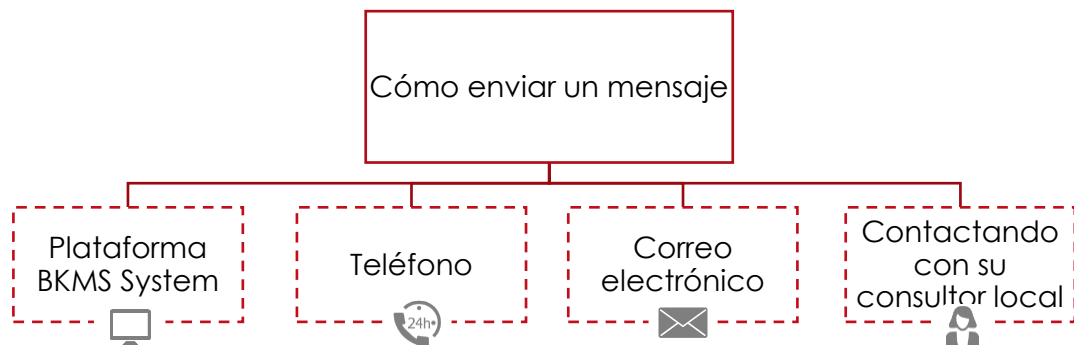 Cómo enviar un mensaje
Plataforma
BKMS System
Teléfono
24h
Correo
electrónico
Contactando
con su
consultor local